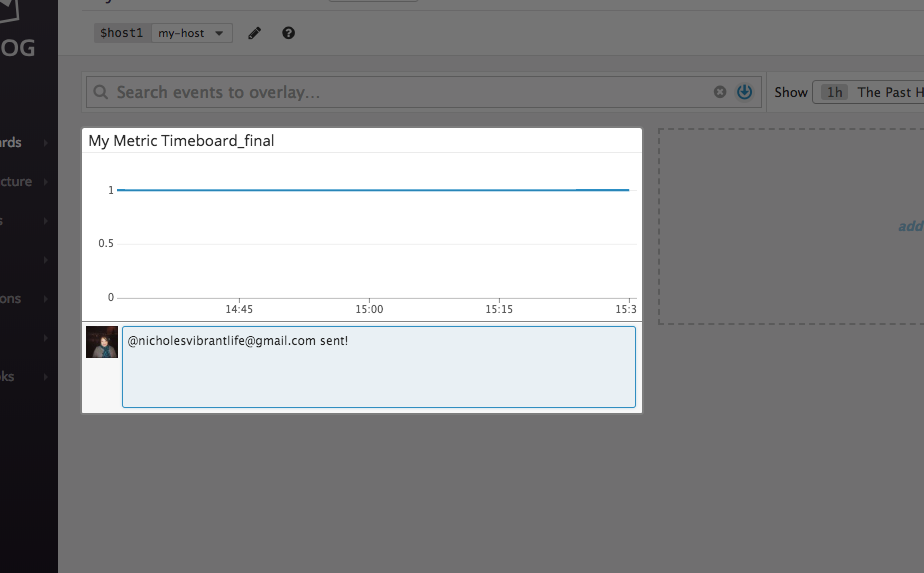 $host1 my-host
OG
Search events to overlay...
Show 1h The Past H
My Metric Timeboard_final
1
0.5
0
14:45 15:00 15:15 15:3
@nicholesvibrantlife@gmail.com sent!
add
rds
cture
s
ons
ks